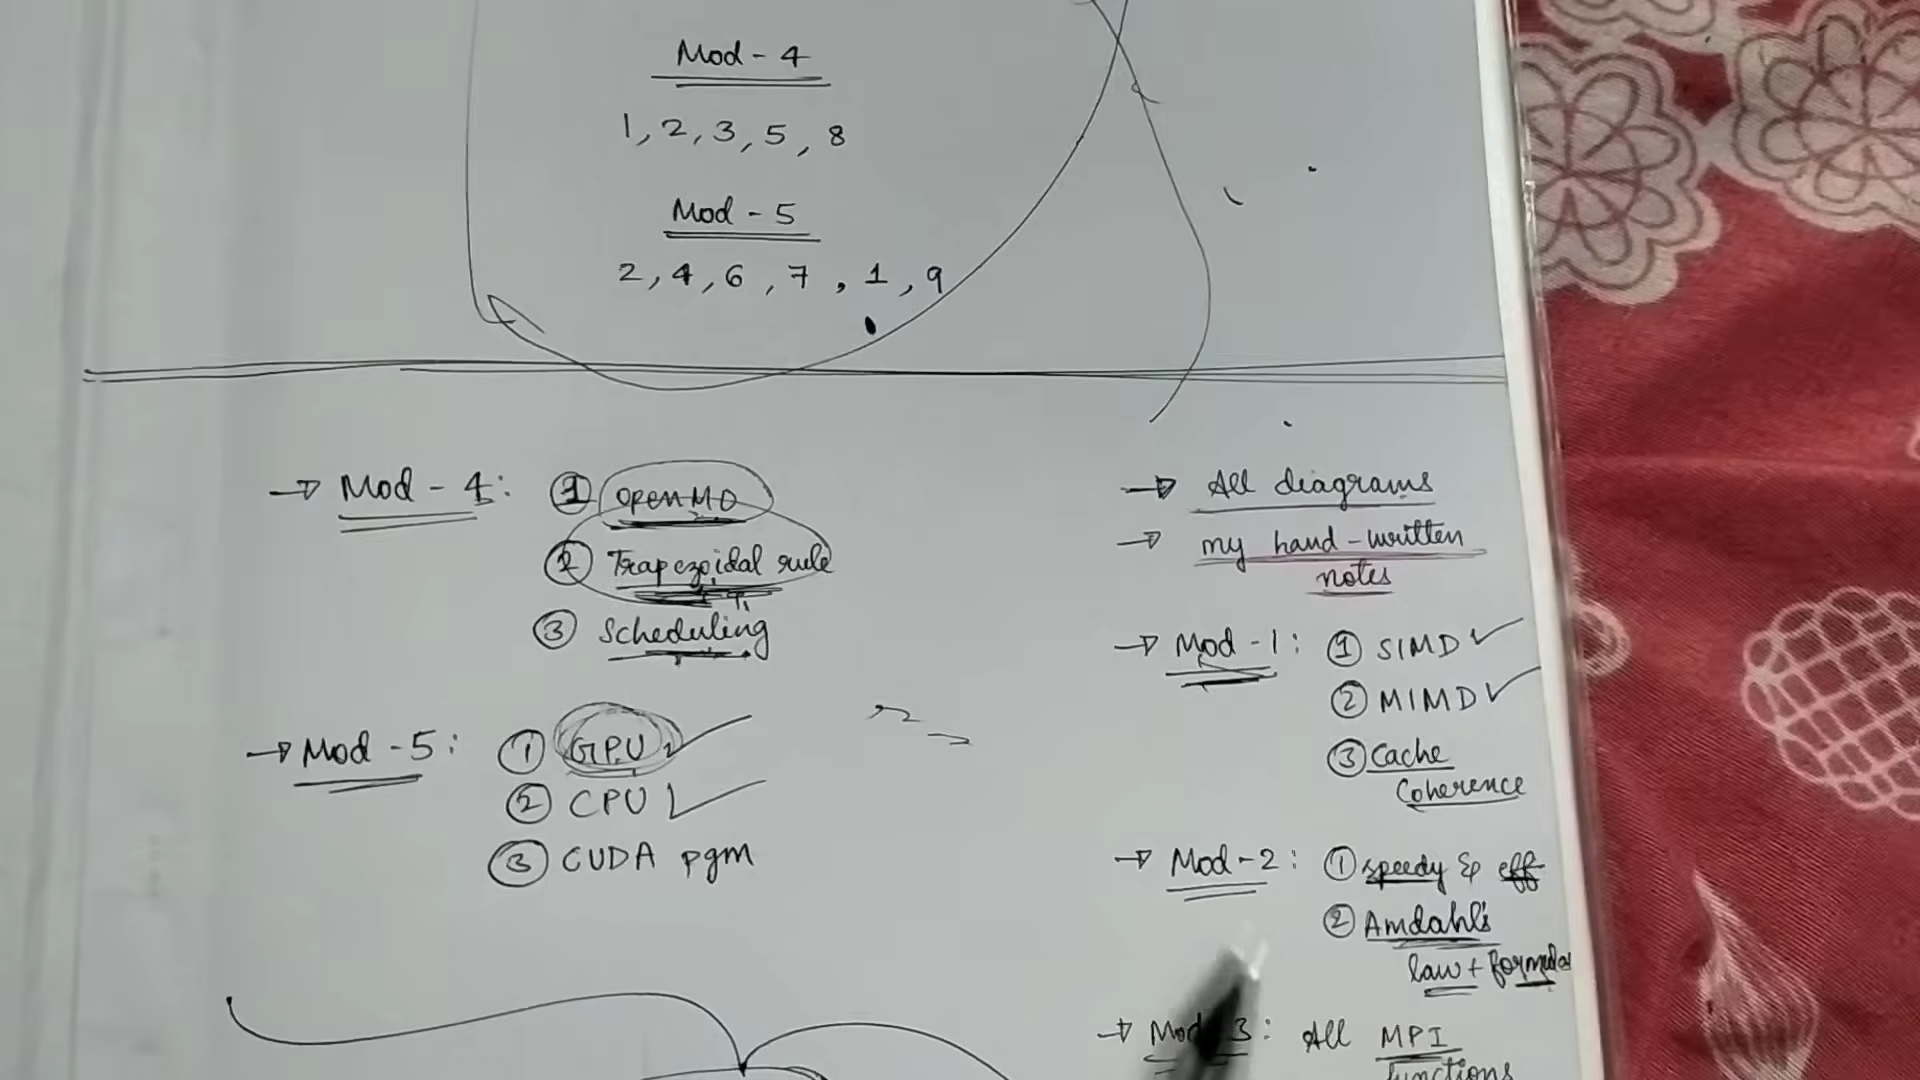 Mod - 4
1, 2, 3, 5, 8
Mod - 5
2, 4, 6, 7, 1, 9
→ Mod - 4: ① OpenMO
② Trapezoidal rule
③ Scheduling
→ Mod - 5: ① GPU
② CPU
③ CUDA pgm
→ All diagrams
→ my hand-written
notes
→ Mod - 1: ① SIMD ✓
② MIMD ✓
③ Cache
Coherence
→ Mod - 2: ① speedy & eff
② Amdahl's
law + formulas
→ Mod 3: All MPI
functions